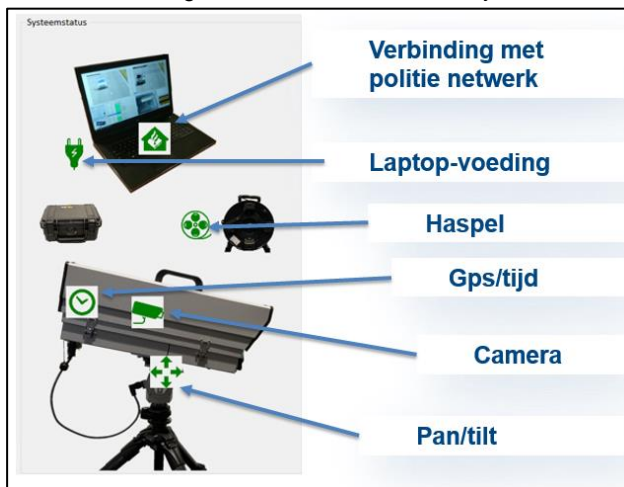 Systeemstatus
Verbinding met
politie netwerk
Laptop-voeding
Haspel
Gps/tijd
Camera
Pan/tilt